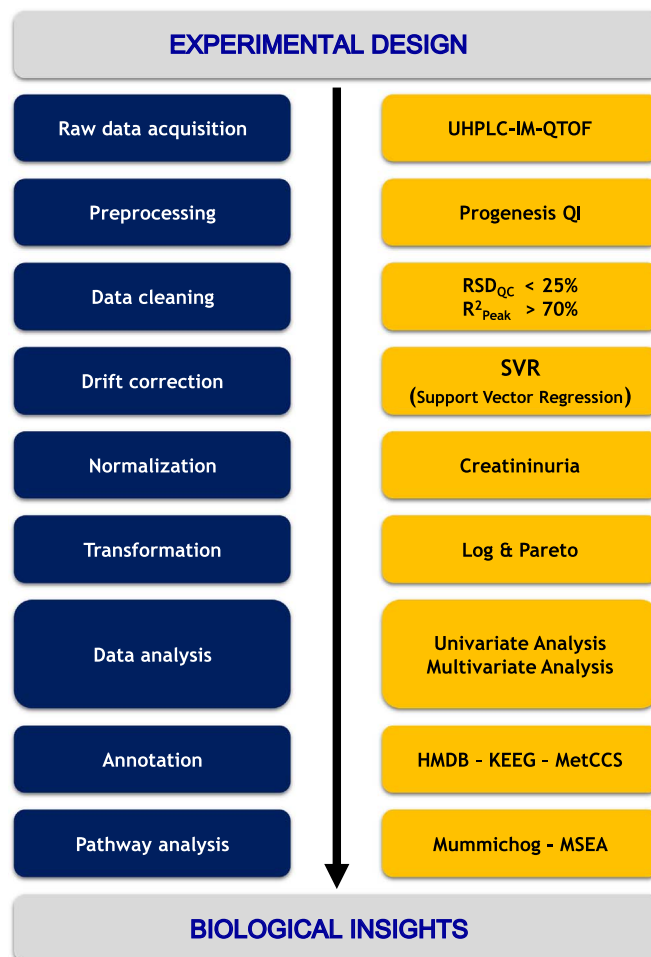 EXPERIMENTAL DESIGN
Raw data acquisition
UHPLC-IM-QTOF
Preprocessing
Progenesis QI
Data cleaning
RSDQC < 25%
R²Peak > 70%
Drift correction
SVR
(Support Vector Regression)
Normalization
Creatininuria
Transformation
Log & Pareto
Data analysis
Univariate Analysis
Multivariate Analysis
Annotation
HMDB – KEEG – MetCCS
Pathway analysis
Mummichog - MSEA
BIOLOGICAL INSIGHTS